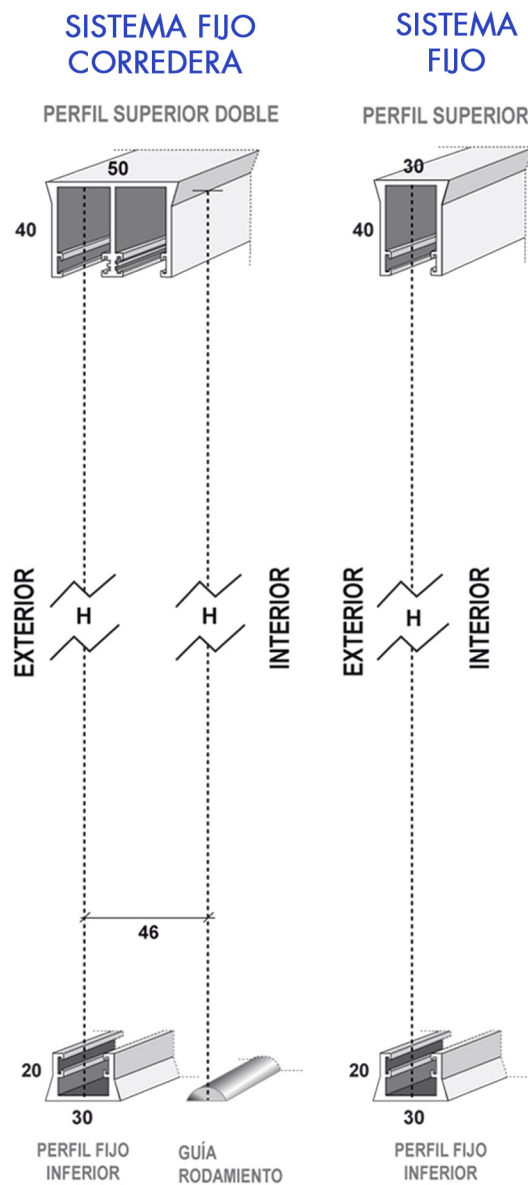 SISTEMA FIJO
CORREDERA
PERFIL SUPERIOR DOBLE
50
40
EXTERIOR
H
H
INTERIOR
46
20
30
PERFIL FIJO
INFERIOR
GUÍA
RODAMIENTO
SISTEMA
FIJO
PERFIL SUPERIOR
30
40
EXTERIOR
H
INTERIOR
20
30
PERFIL FIJO
INFERIOR